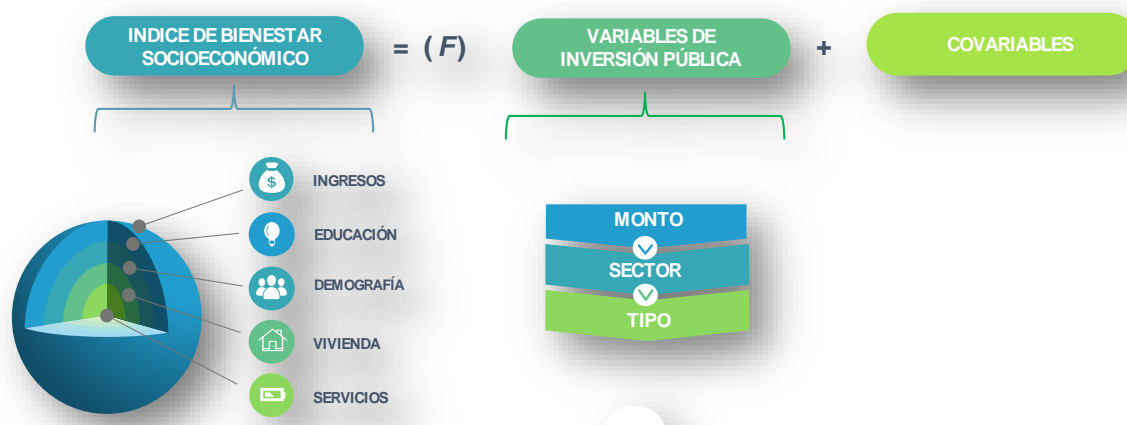 INDICE DE BIENESTAR
SOCIOECONÓMICO
= (F)
VARIABLES DE
INVERSIÓN PÚBLICA
+
COVARIABLES
$
INGRESOS
EDUCACIÓN
DEMOGRAFÍA
VIVIENDA
SERVICIOS
MONTO
SECTOR
TIPO